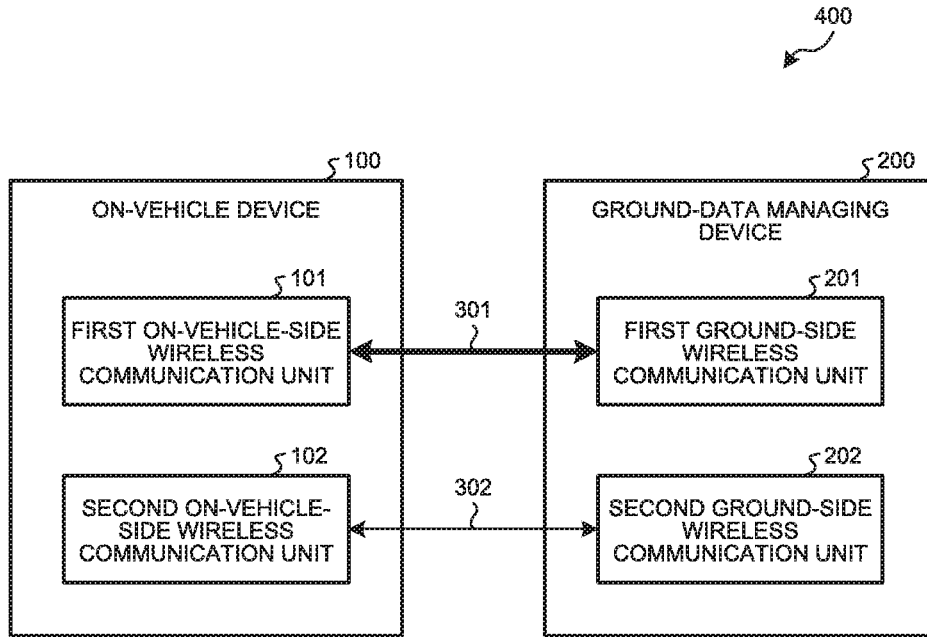 400
100
200
ON-VEHICLE DEVICE
GROUND-DATA MANAGING
DEVICE
101
201
301
FIRST ON-VEHICLE-SIDE
WIRELESS
COMMUNICATION UNIT
FIRST GROUND-SIDE
WIRELESS
COMMUNICATION UNIT
102
202
302
SECOND ON-VEHICLE-
SIDE WIRELESS
COMMUNICATION UNIT
SECOND GROUND-SIDE
WIRELESS
COMMUNICATION UNIT